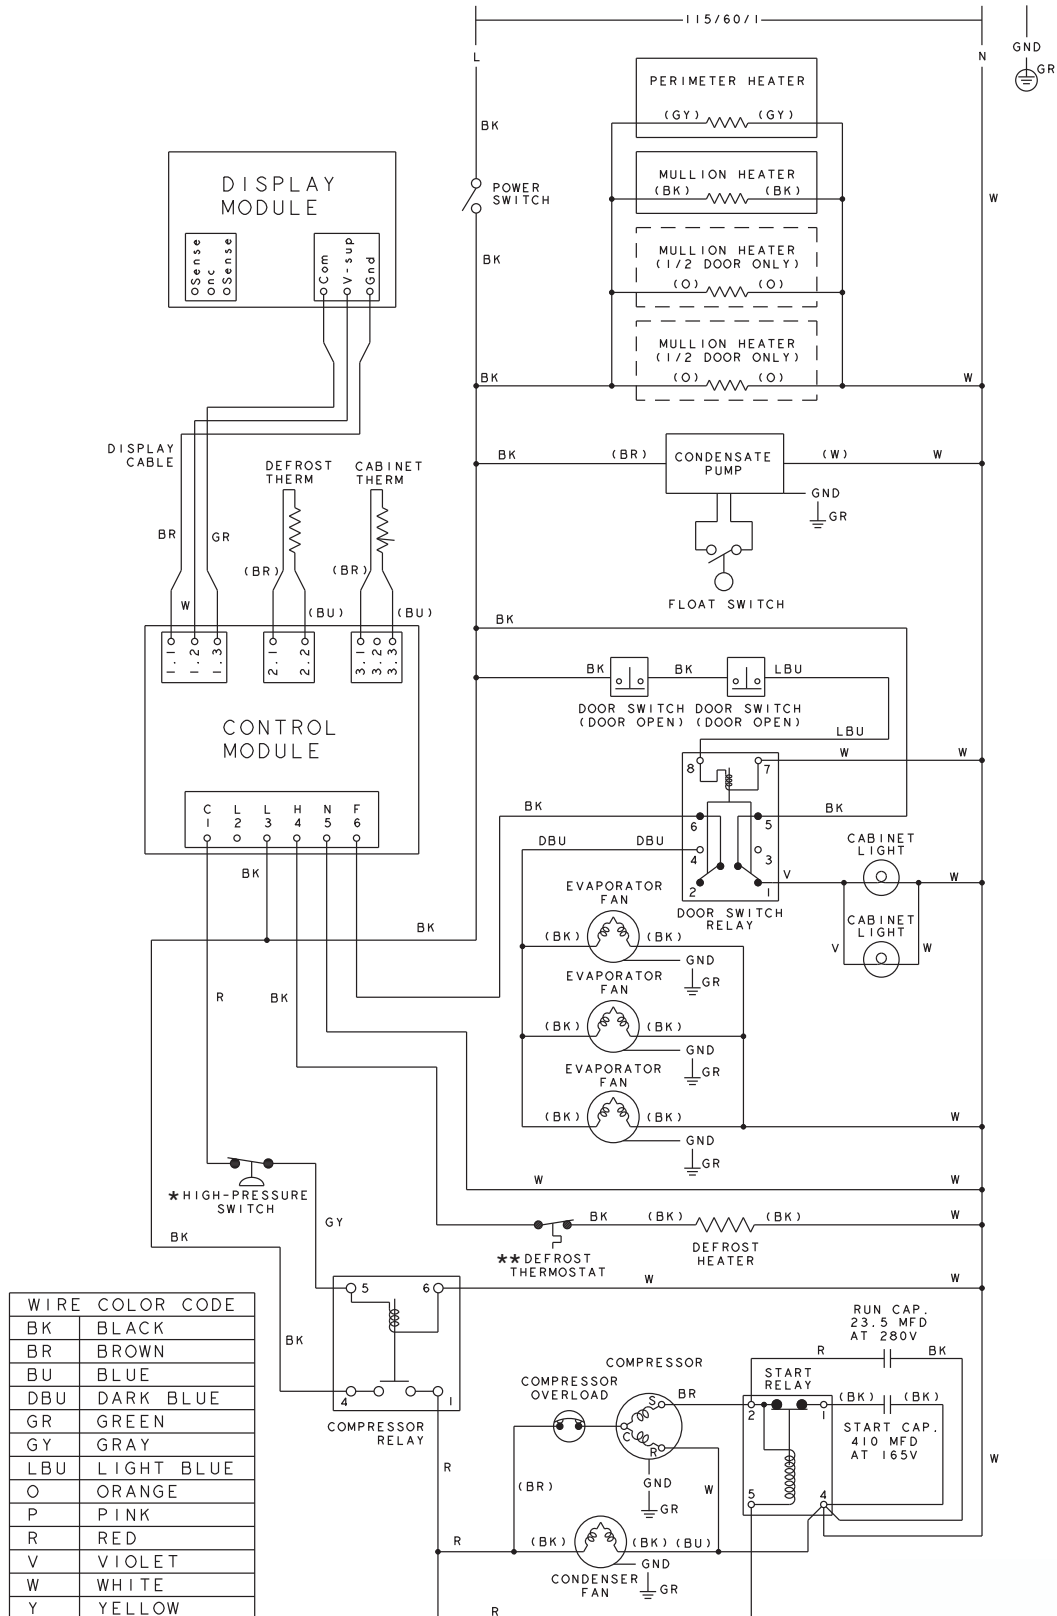 115/60/1
L
N
GND
GR
BK
POWER
SWITCH
BK
W
PERIMETER HEATER
(GY) (GY)
MULLION HEATER
(BK) (BK)
MULLION HEATER
(1/2 DOOR ONLY)
(O) (O)
MULLION HEATER
(1/2 DOOR ONLY)
(O) (O)
BK
W
DISPLAY
MODULE
Sense
nc
Sense
Com
V-sup
Gnd
DISPLAY
CABLE
BR
W
GR
DEFROST
THERM
(BR)
(BU)
CABINET
THERM
(BR)
(BU)
BK (BR)
CONDENSATE
PUMP
(W) W
GND
GR
FLOAT SWITCH
1.1
1.2
1.3
2.1
2.2
3.1
3.2
3.3
CONTROL
MODULE
C L L H N F
1 2 3 4 5 6
BK
BK BK LBU
DOOR SWITCH DOOR SWITCH
(DOOR OPEN) (DOOR OPEN)
LBU
W W
8 7
BK BK
6 5
DBU DBU
4 3
2 1
V
DOOR SWITCH
RELAY
CABINET
LIGHT
W
CABINET
LIGHT
V W
BK
BK
R
BK
EVAPORATOR
FAN
(BK) (BK)
GND
GR
EVAPORATOR
FAN
(BK) (BK)
GND
GR
EVAPORATOR
FAN
(BK) (BK) W
GND
GR
*HIGH-PRESSURE
SWITCH
GY
BK
W W
BK (BK) (BK) W
**DEFROST
THERMOSTAT
DEFROST
HEATER
5 6
W W
BK
4 1
COMPRESSOR
RELAY
R
WIRE COLOR CODE
BK BLACK
BR BROWN
BU BLUE
DBU DARK BLUE
GR GREEN
GY GRAY
LBU LIGHT BLUE
O ORANGE
P PINK
R RED
V VIOLET
W WHITE
Y YELLOW
COMPRESSOR
COMPRESSOR
OVERLOAD
S
C
R
BR
GND
GR
W
(BR)
RUN CAP.
23.5 MFD
AT 280V
R BK
START
RELAY
2 1
(BK) (BK)
START CAP.
410 MFD
AT 165V
5 4
W
R (BK) (BK) (BU)
GND
CONDENSER
FAN
GR
R